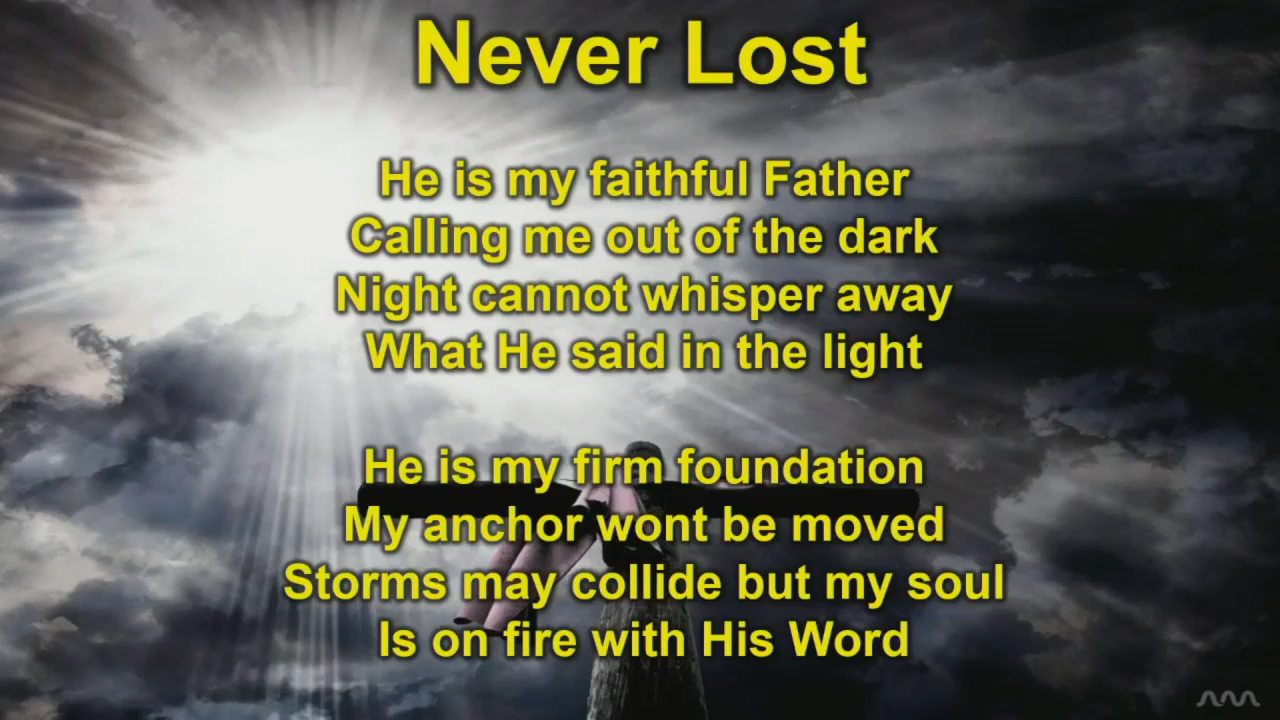 Never Lost
He is my faithful Father
Calling me out of the dark
Night cannot whisper away
What He said in the light
He is my firm foundation
My anchor wont be moved
Storms may collide but my soul
Is on fire with His Word